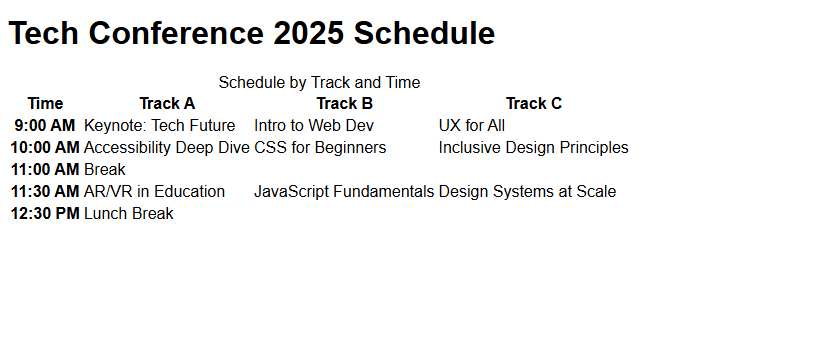 Tech Conference 2025 Schedule
Schedule by Track and Time
Time Track A Track B Track C
9:00 AM Keynote: Tech Future Intro to Web Dev UX for All
10:00 AM Accessibility Deep Dive CSS for Beginners Inclusive Design Principles
11:00 AM Break
11:30 AM AR/VR in Education JavaScript Fundamentals Design Systems at Scale
12:30 PM Lunch Break